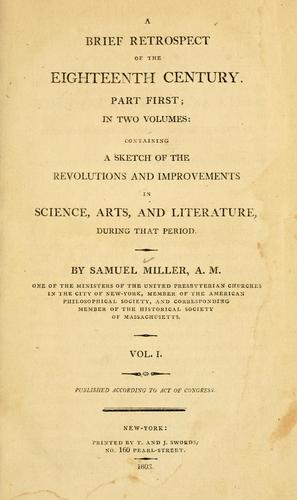 A
BRIEF RETROSPECT
OF THE
EIGHTEENTH CENTURY.
PART FIRST;
IN TWO VOLUMES:
CONTAINING
A SKETCH OF THE
REVOLUTIONS AND IMPROVEMENTS
IN
SCIENCE, ARTS, AND LITERATURE,
DURING THAT PERIOD.
BY SAMUEL MILLER, A. M.
ONE OF THE MINISTERS OF THE UNITED PRESBYTERIAN CHURCHES
IN THE CITY OF NEW-YORK, MEMBER OF THE AMERICAN
PHILOSOPHICAL SOCIETY, AND CORRESPONDING
MEMBER OF THE HISTORICAL SOCIETY
OF MASSACHUSETTS.
VOL. I.
PUBLISHED ACCORDING TO ACT OF CONGRESS.
NEW-YORK:
PRINTED BY T. AND J. SWORDS,
NO. 160 PEARL-STREET.
1803.